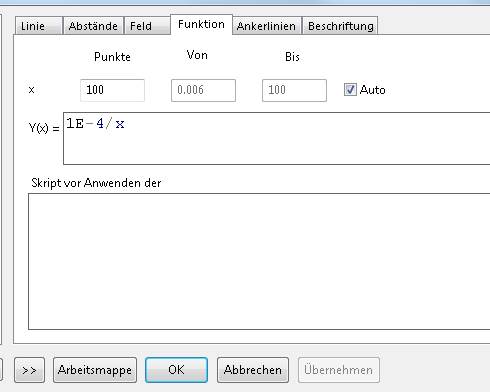 Linie Abstände Feld Funktion Ankerlinien Beschriftung
Punkte Von Bis
x 100 0.006 100 Auto
Y(x) = 1E-4/x
Skript vor Anwenden der
>> Arbeitsmappe OK Abbrechen Übernehmen